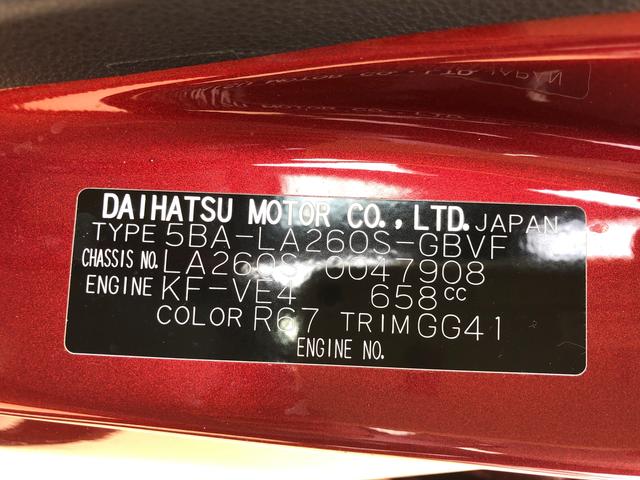 DAIHATSU MOTOR CO., LTD. JAPAN
TYPE 5BA-LA260S-GBVF
CHASSIS NO. LA260S-0047908
ENGINE KF-VE4 658cc
COLOR R67 TRIM GG41
ENGINE NO.